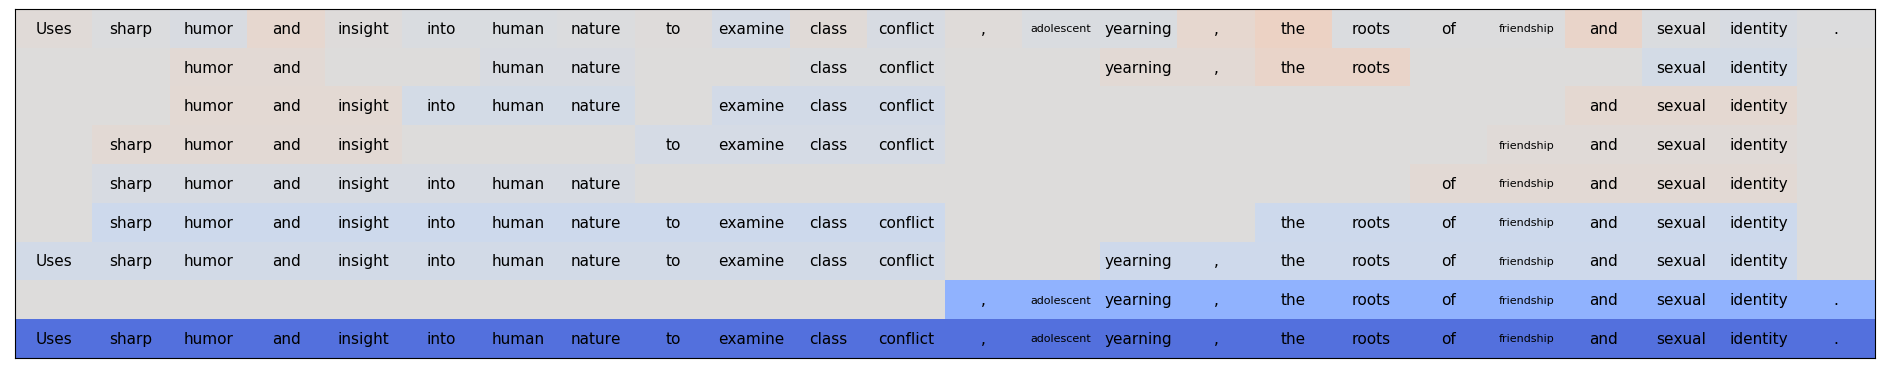 Uses sharp humor and insight into human nature to examine class conflict , adolescent yearning , the roots of friendship and sexual identity .
humor and human nature class conflict yearning , the roots sexual identity
humor and insight into human nature examine class conflict and sexual identity
sharp humor and insight to examine class conflict friendship and sexual identity
sharp humor and insight into human nature of friendship and sexual identity
sharp humor and insight into human nature to examine class conflict the roots of friendship and sexual identity
Uses sharp humor and insight into human nature to examine class conflict yearning , the roots of friendship and sexual identity
, adolescent yearning , the roots of friendship and sexual identity .
Uses sharp humor and insight into human nature to examine class conflict , adolescent yearning , the roots of friendship and sexual identity .